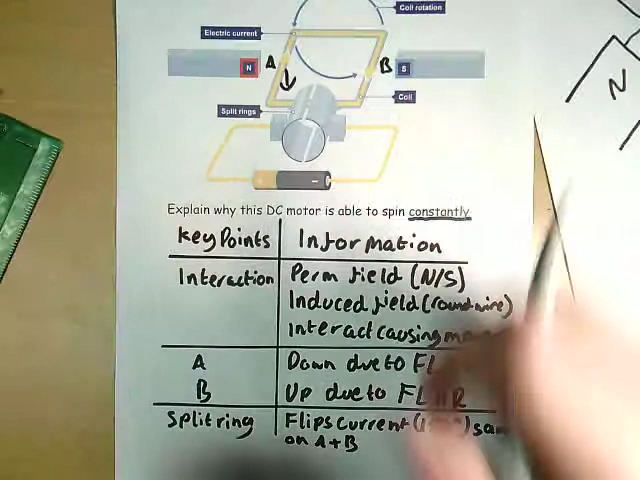 Coil rotation
Electric current
A
B
N
S
Coil
Split rings
N
Explain why this DC motor is able to spin constantly
Key Points Information
Interaction Perm field (N/S)
Induced field (round wire)
Interact causing
A Down due to
B Up due to FLHR
Split ring Flips current
on A+B